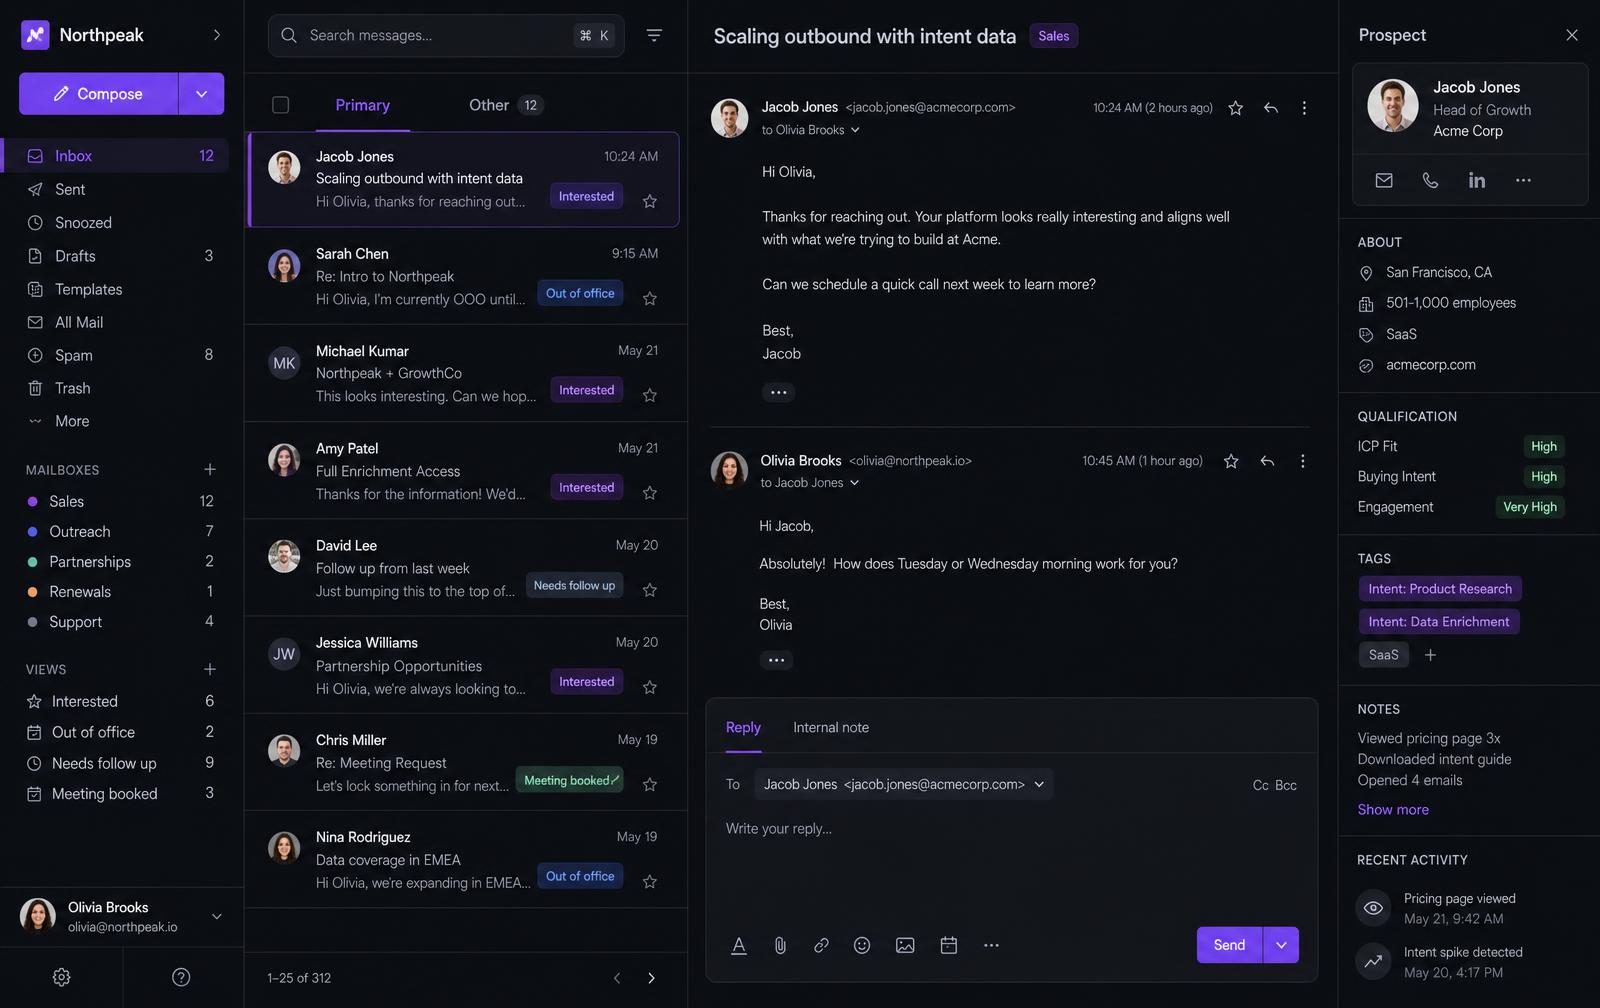 Northpeak
Compose
Inbox 12
Sent
Snoozed
Drafts 3
Templates
All Mail
Spam 8
Trash
More
MAILBOXES
Sales 12
Outreach 7
Partnerships 2
Renewals 1
Support 4
VIEWS
Interested 6
Out of office 2
Needs follow up 9
Meeting booked 3
Olivia Brooks
olivia@northpeak.io
Search messages... ⌘ K
Primary
Other 12
Jacob Jones 10:24 AM
Scaling outbound with intent data
Hi Olivia, thanks for reaching out... Interested
Sarah Chen 9:15 AM
Re: Intro to Northpeak
Hi Olivia, I'm currently OOO until... Out of office
MK
Michael Kumar May 21
Northpeak + GrowthCo
This looks interesting. Can we hop... Interested
Amy Patel May 21
Full Enrichment Access
Thanks for the information! We'd... Interested
David Lee May 20
Follow up from last week
Just bumping this to the top of... Needs follow up
JW
Jessica Williams May 20
Partnership Opportunities
Hi Olivia, we're always looking to... Interested
Chris Miller May 19
Re: Meeting Request
Let's lock something in for next... Meeting booked
Nina Rodriguez May 19
Data coverage in EMEA
Hi Olivia, we're expanding in EMEA... Out of office
1–25 of 312
Scaling outbound with intent data Sales
Jacob Jones <jacob.jones@acmecorp.com> 10:24 AM (2 hours ago)
to Olivia Brooks
Hi Olivia,
Thanks for reaching out. Your platform looks really interesting and aligns well
with what we're trying to build at Acme.
Can we schedule a quick call next week to learn more?
Best,
Jacob
Olivia Brooks <olivia@northpeak.io> 10:45 AM (1 hour ago)
to Jacob Jones
Hi Jacob,
Absolutely! How does Tuesday or Wednesday morning work for you?
Best,
Olivia
Reply
Internal note
To Jacob Jones <jacob.jones@acmecorp.com> Cc Bcc
Write your reply...
Send
Prospect
Jacob Jones
Head of Growth
Acme Corp
in
ABOUT
San Francisco, CA
501-1,000 employees
SaaS
acmecorp.com
QUALIFICATION
ICP Fit High
Buying Intent High
Engagement Very High
TAGS
Intent: Product Research
Intent: Data Enrichment
SaaS
NOTES
Viewed pricing page 3x
Downloaded intent guide
Opened 4 emails
Show more
RECENT ACTIVITY
Pricing page viewed
May 21, 9:42 AM
Intent spike detected
May 20, 4:17 PM